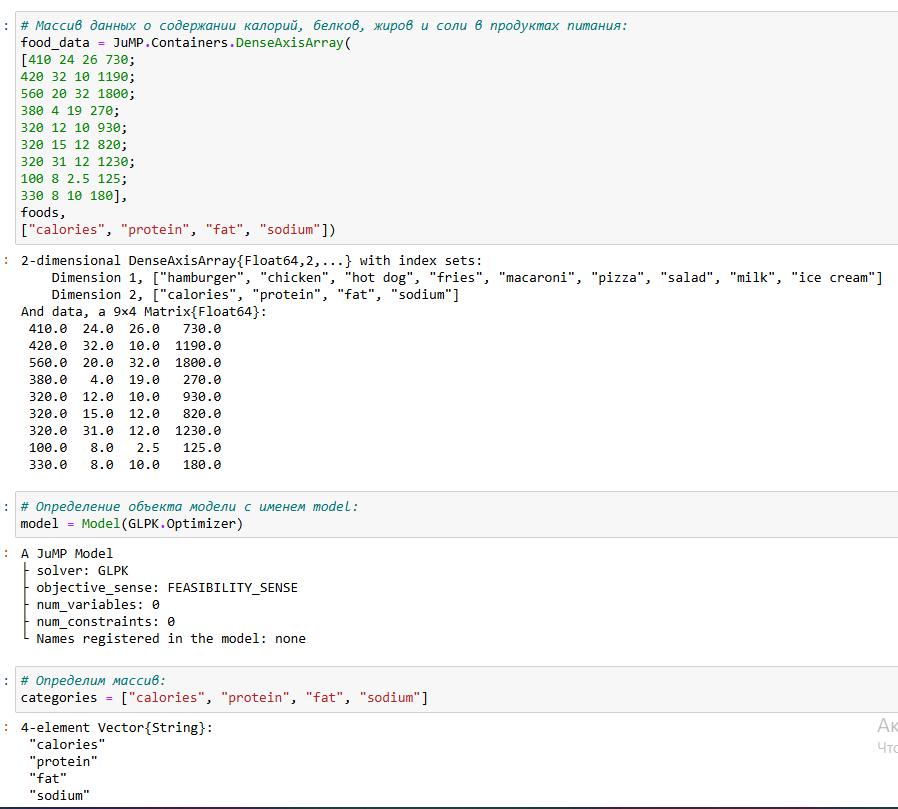 : # Массив данных о содержании калорий, белков, жиров и соли в продуктах питания:
food_data = JuMP.Containers.DenseAxisArray(
[410 24 26 730;
420 32 10 1190;
560 20 32 1800;
380 4 19 270;
320 12 10 930;
320 15 12 820;
320 31 12 1230;
100 8 2.5 125;
330 8 10 180],
foods,
["calories", "protein", "fat", "sodium"])
: 2-dimensional DenseAxisArray{Float64,2,...} with index sets:
    Dimension 1, ["hamburger", "chicken", "hot dog", "fries", "macaroni", "pizza", "salad", "milk", "ice cream"]
    Dimension 2, ["calories", "protein", "fat", "sodium"]
And data, a 9×4 Matrix{Float64}:
 410.0  24.0  26.0   730.0
 420.0  32.0  10.0  1190.0
 560.0  20.0  32.0  1800.0
 380.0   4.0  19.0   270.0
 320.0  12.0  10.0   930.0
 320.0  15.0  12.0   820.0
 320.0  31.0  12.0  1230.0
 100.0   8.0   2.5   125.0
 330.0   8.0  10.0   180.0
: # Определение объекта модели с именем model:
model = Model(GLPK.Optimizer)
: A JuMP Model
├ solver: GLPK
├ objective_sense: FEASIBILITY_SENSE
├ num_variables: 0
├ num_constraints: 0
└ Names registered in the model: none
: # Определим массив:
categories = ["calories", "protein", "fat", "sodium"]
: 4-element Vector{String}:
 "calories"
 "protein"
 "fat"
 "sodium"
Ак
Что